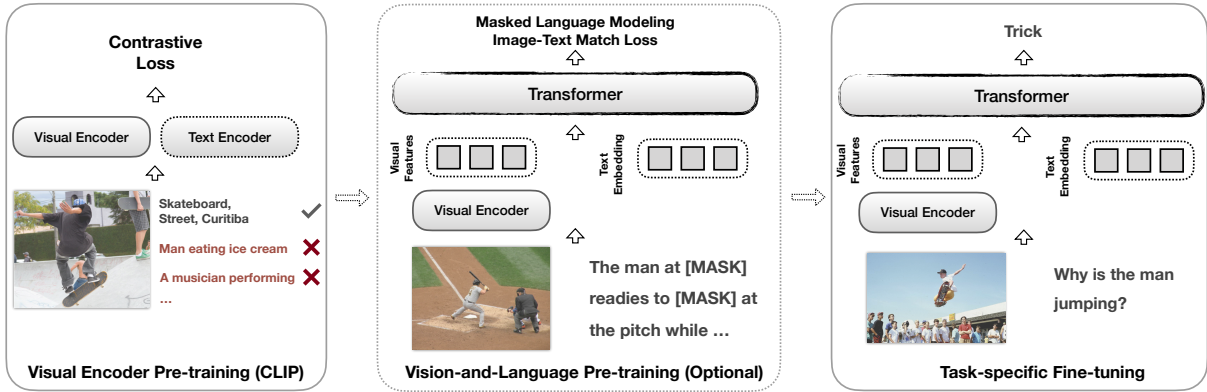 Contrastive
Loss
Visual Encoder
Text Encoder
Skateboard,
Street, Curitiba
Man eating ice cream
A musician performing
...
Visual Encoder Pre-training (CLIP)
Masked Language Modeling
Image-Text Match Loss
Transformer
Visual
Features
Text
Embedding
Visual Encoder
The man at [MASK]
readies to [MASK] at
the pitch while ...
Vision-and-Language Pre-training (Optional)
Trick
Transformer
Visual
Features
Text
Embedding
Visual Encoder
Why is the man
jumping?
Task-specific Fine-tuning